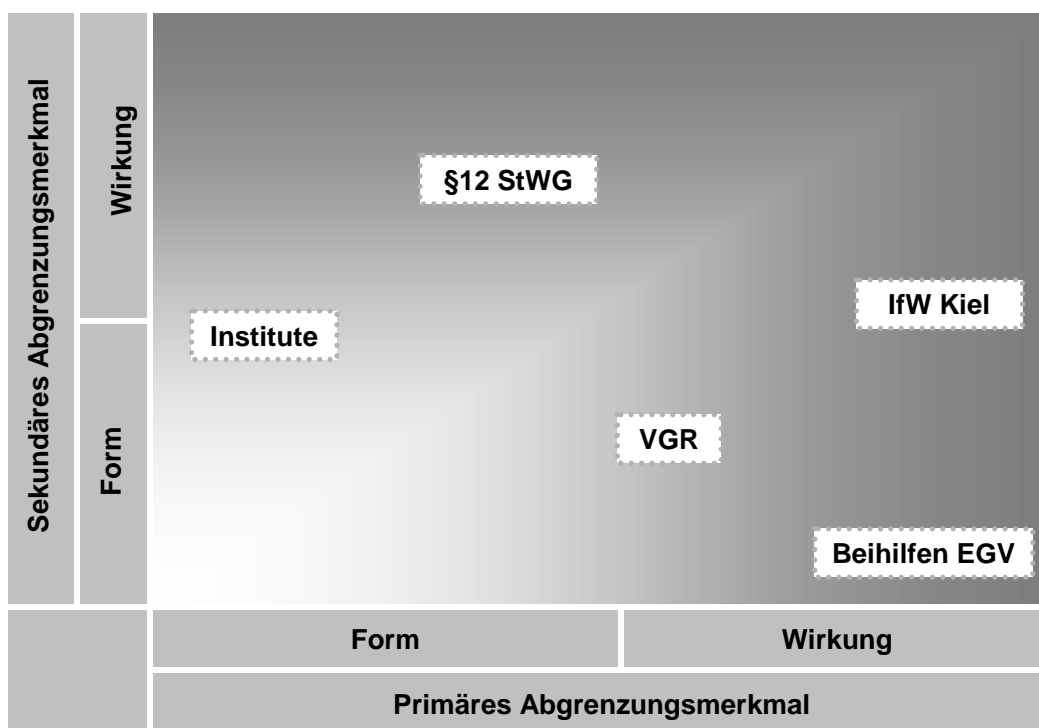 Sekundäres Abgrenzungsmerkmal
Wirkung
Form
§12 StWG
IfW Kiel
Institute
VGR
Beihilfen EGV
Form
Wirkung
Primäres Abgrenzungsmerkmal